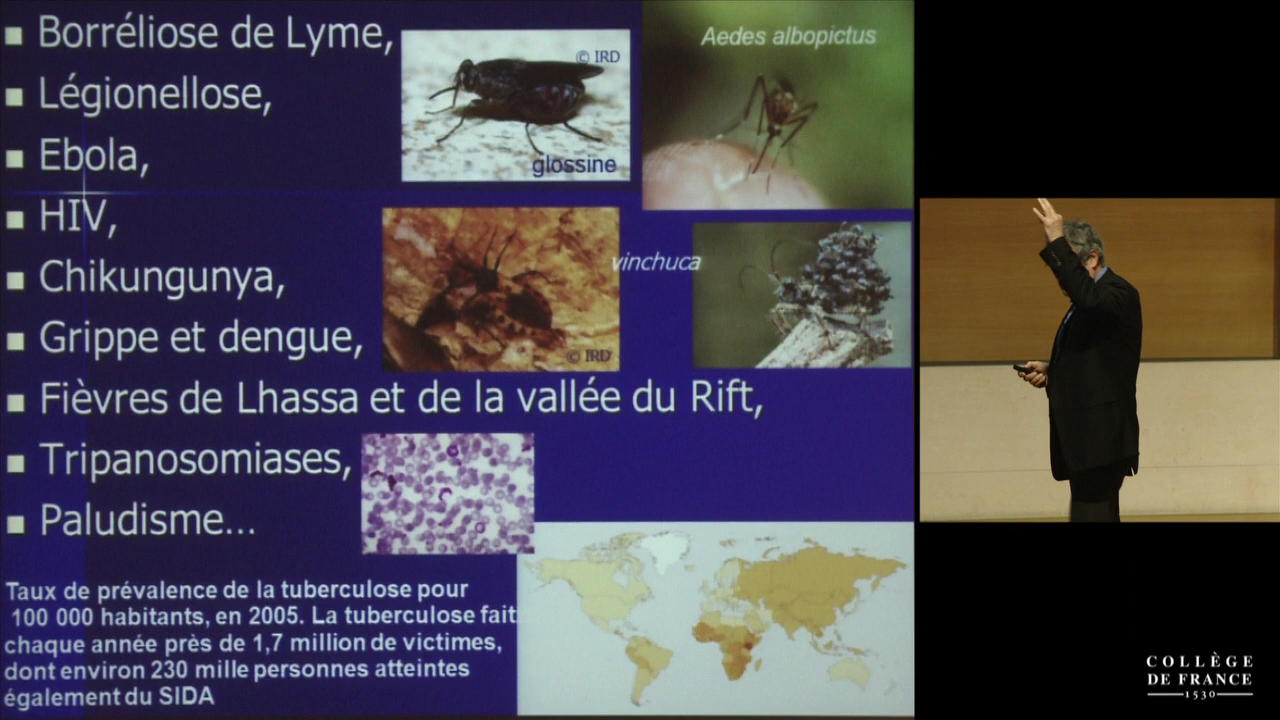 Borréliose de Lyme,
Légionellose,
Ebola,
HIV,
Chikungunya,
Grippe et dengue,
Fièvres de Lhassa et de la vallée du Rift,
Tripanosomiases,
Paludisme...
© IRD
glossine
Aedes albopictus
vinchuca
© IRD
Taux de prévalence de la tuberculose pour
100 000 habitants, en 2005. La tuberculose fait
chaque année près de 1,7 million de victimes,
dont environ 230 mille personnes atteintes
également du SIDA
COLLÈGE
DE FRANCE
1530